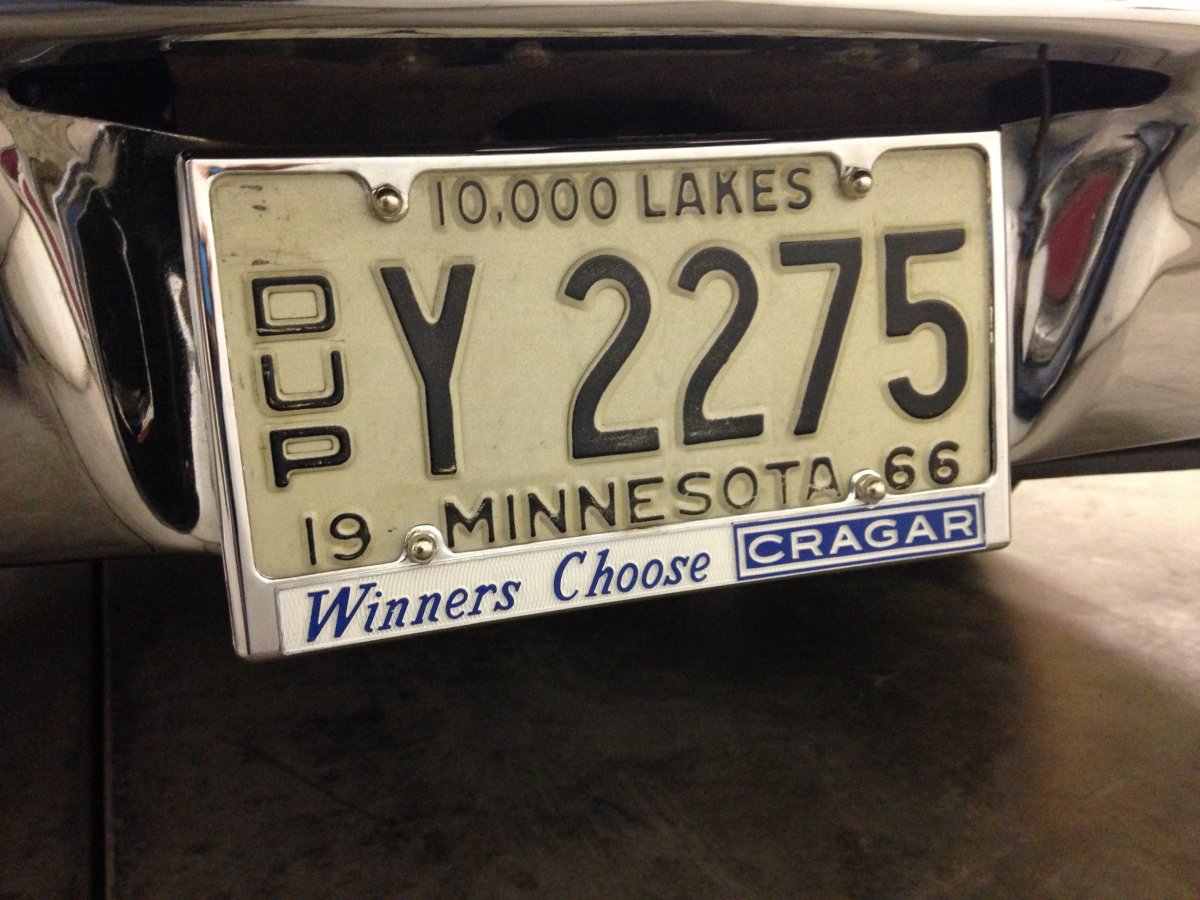 10,000 LAKES
DUP
Y 2275
19 MINNESOTA 66
Winners Choose CRAGAR